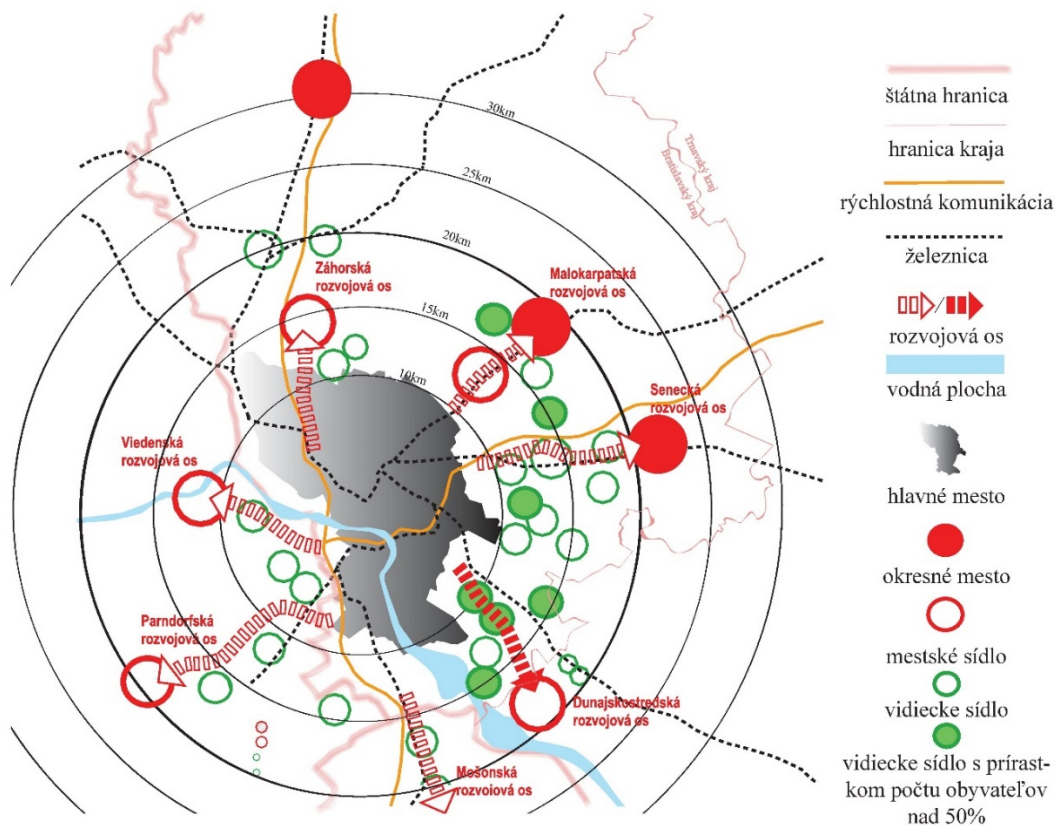 30km
25km
20km
15km
10km
Trnavský kraj
Bratislavský kraj
Záhorská
rozvojová os
Malokarpatská
rozvojová os
Senecká
rozvojová os
Viedenská
rozvojová os
Parndorfská
rozvojová os
Dunajskostredská
rozvojová os
Mošonská
rozvoiová os
štátna hranica
hranica kraja
rýchlostná komunikácia
železnica
/
rozvojová os
vodná plocha
hlavné mesto
okresné mesto
mestské sídlo
vidiecke sídlo
vidiecke sídlo s prírast-
kom počtu obyvateľov
nad 50%